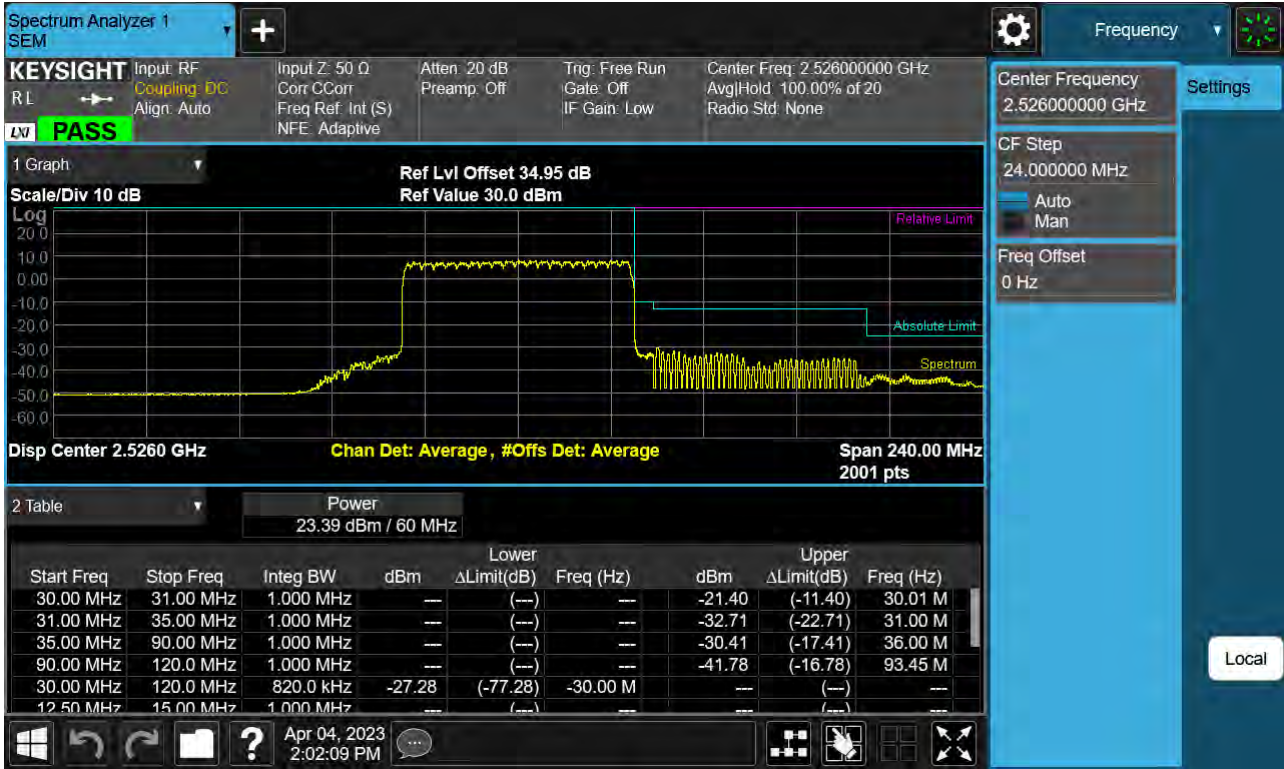 Spectrum Analyzer 1
SEM
Frequency
KEYSIGHT
RL
LXI
PASS
Input: RF
Coupling: DC
Align: Auto
Input Z: 50 Ω
Corr CCorr
Freq Ref: Int (S)
NFE: Adaptive
Atten: 20 dB
Preamp: Off
Trig: Free Run
Gate: Off
IF Gain: Low
Center Freq: 2.526000000 GHz
Avg|Hold: 100.00% of 20
Radio Std: None
Center Frequency
2.526000000 GHz
Settings
CF Step
24.000000 MHz
Auto
Man
Freq Offset
0 Hz
Local
1 Graph
Scale/Div 10 dB
Ref Lvl Offset 34.95 dB
Ref Value 30.0 dBm
Log
20.0
10.0
0.00
-10.0
-20.0
-30.0
-40.0
-50.0
-60.0
Relative Limit
Absolute Limit
Spectrum
Disp Center 2.5260 GHz
Chan Det: Average , #Offs Det: Average
Span 240.00 MHz
2001 pts
2 Table
Power
23.39 dBm / 60 MHz
Lower Upper
Start Freq Stop Freq Integ BW dBm ΔLimit(dB) Freq (Hz) dBm ΔLimit(dB) Freq (Hz)
30.00 MHz 31.00 MHz 1.000 MHz --- (---) --- -21.40 (-11.40) 30.01 M
31.00 MHz 35.00 MHz 1.000 MHz --- (---) --- -32.71 (-22.71) 31.00 M
35.00 MHz 90.00 MHz 1.000 MHz --- (---) --- -30.41 (-17.41) 36.00 M
90.00 MHz 120.0 MHz 1.000 MHz --- (---) --- -41.78 (-16.78) 93.45 M
30.00 MHz 120.0 MHz 820.0 kHz -27.28 (-77.28) -30.00 M --- (---) ---
12.50 MHz 15.00 MHz 1.000 MHz --- (---) --- --- (---) ---
?
Apr 04, 2023
2:02:09 PM